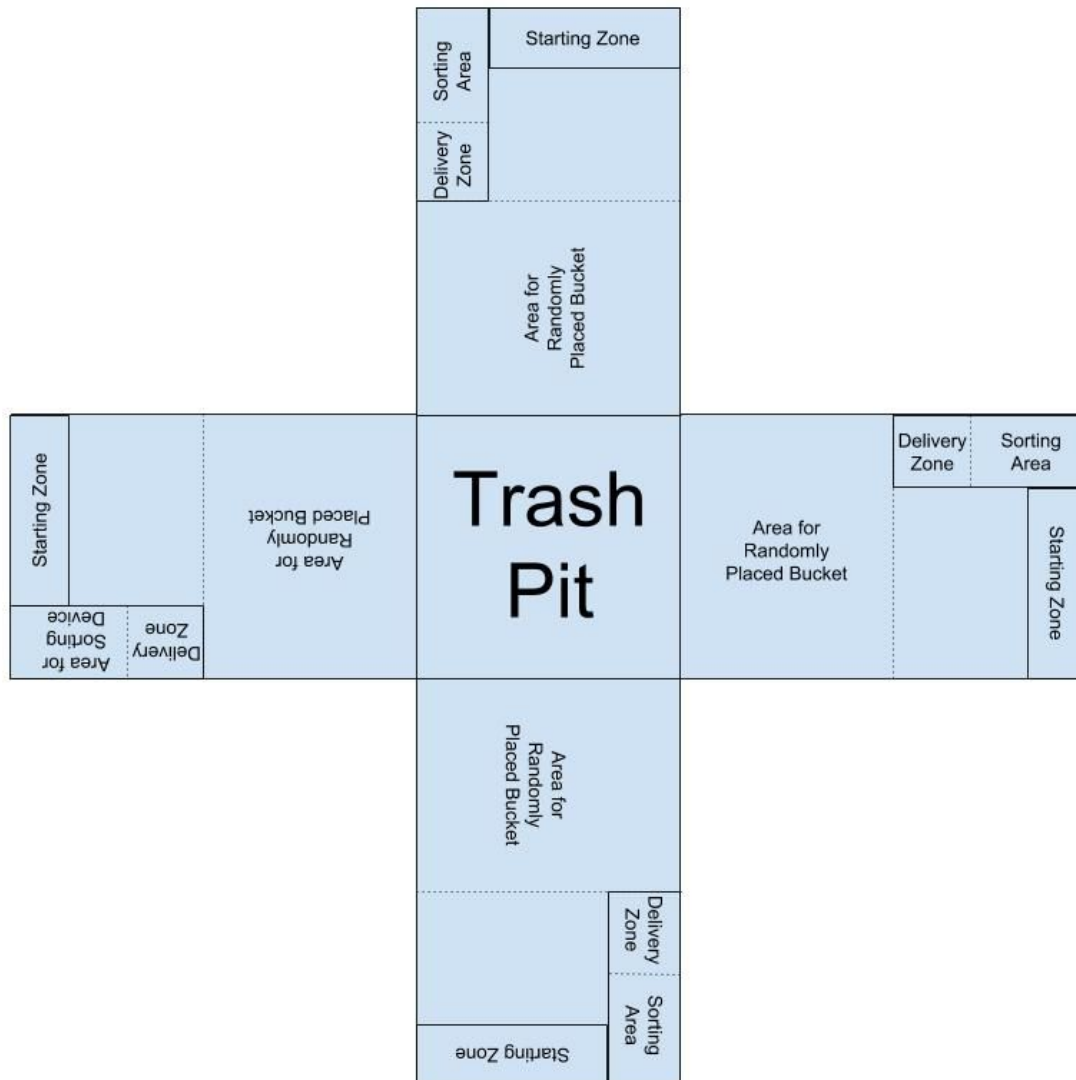 Starting Zone
Sorting
Area
Delivery
Zone
Area for
Randomly
Placed Bucket
Starting Zone
Area for
Randomly
Placed Bucket
Area for
Sorting
Device
Delivery
Zone
Trash
Pit
Area for
Randomly
Placed Bucket
Delivery
Zone
Sorting
Area
Starting Zone
Area for
Randomly
Placed Bucket
Delivery
Zone
Sorting
Area
Starting Zone